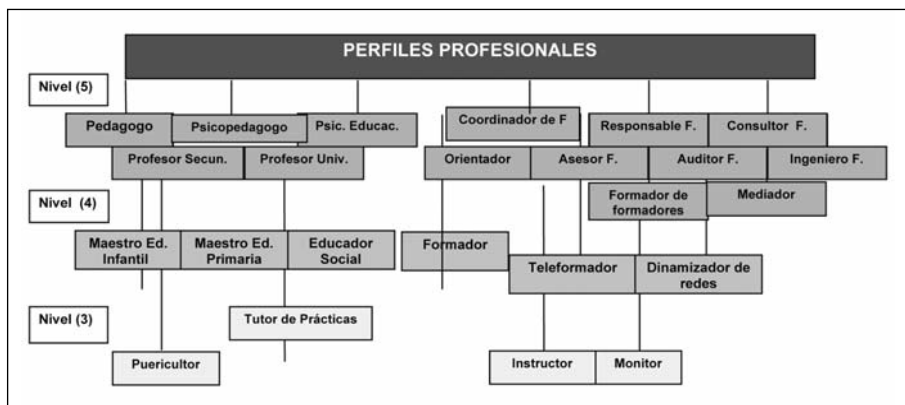 PERFILES PROFESIONALES
Nivel (5)
Pedagogo
Psicopedagogo
Psic. Educac.
Coordinador de F
Responsable F.
Consultor F.
Profesor Secun.
Profesor Univ.
Orientador
Asesor F.
Auditor F.
Ingeniero F.
Formador de
formadores
Mediador
Nivel (4)
Maestro Ed.
Infantil
Maestro Ed.
Primaria
Educador
Social
Formador
Teleformador
Dinamizador de
redes
Nivel (3)
Tutor de Prácticas
Puericultor
Instructor
Monitor